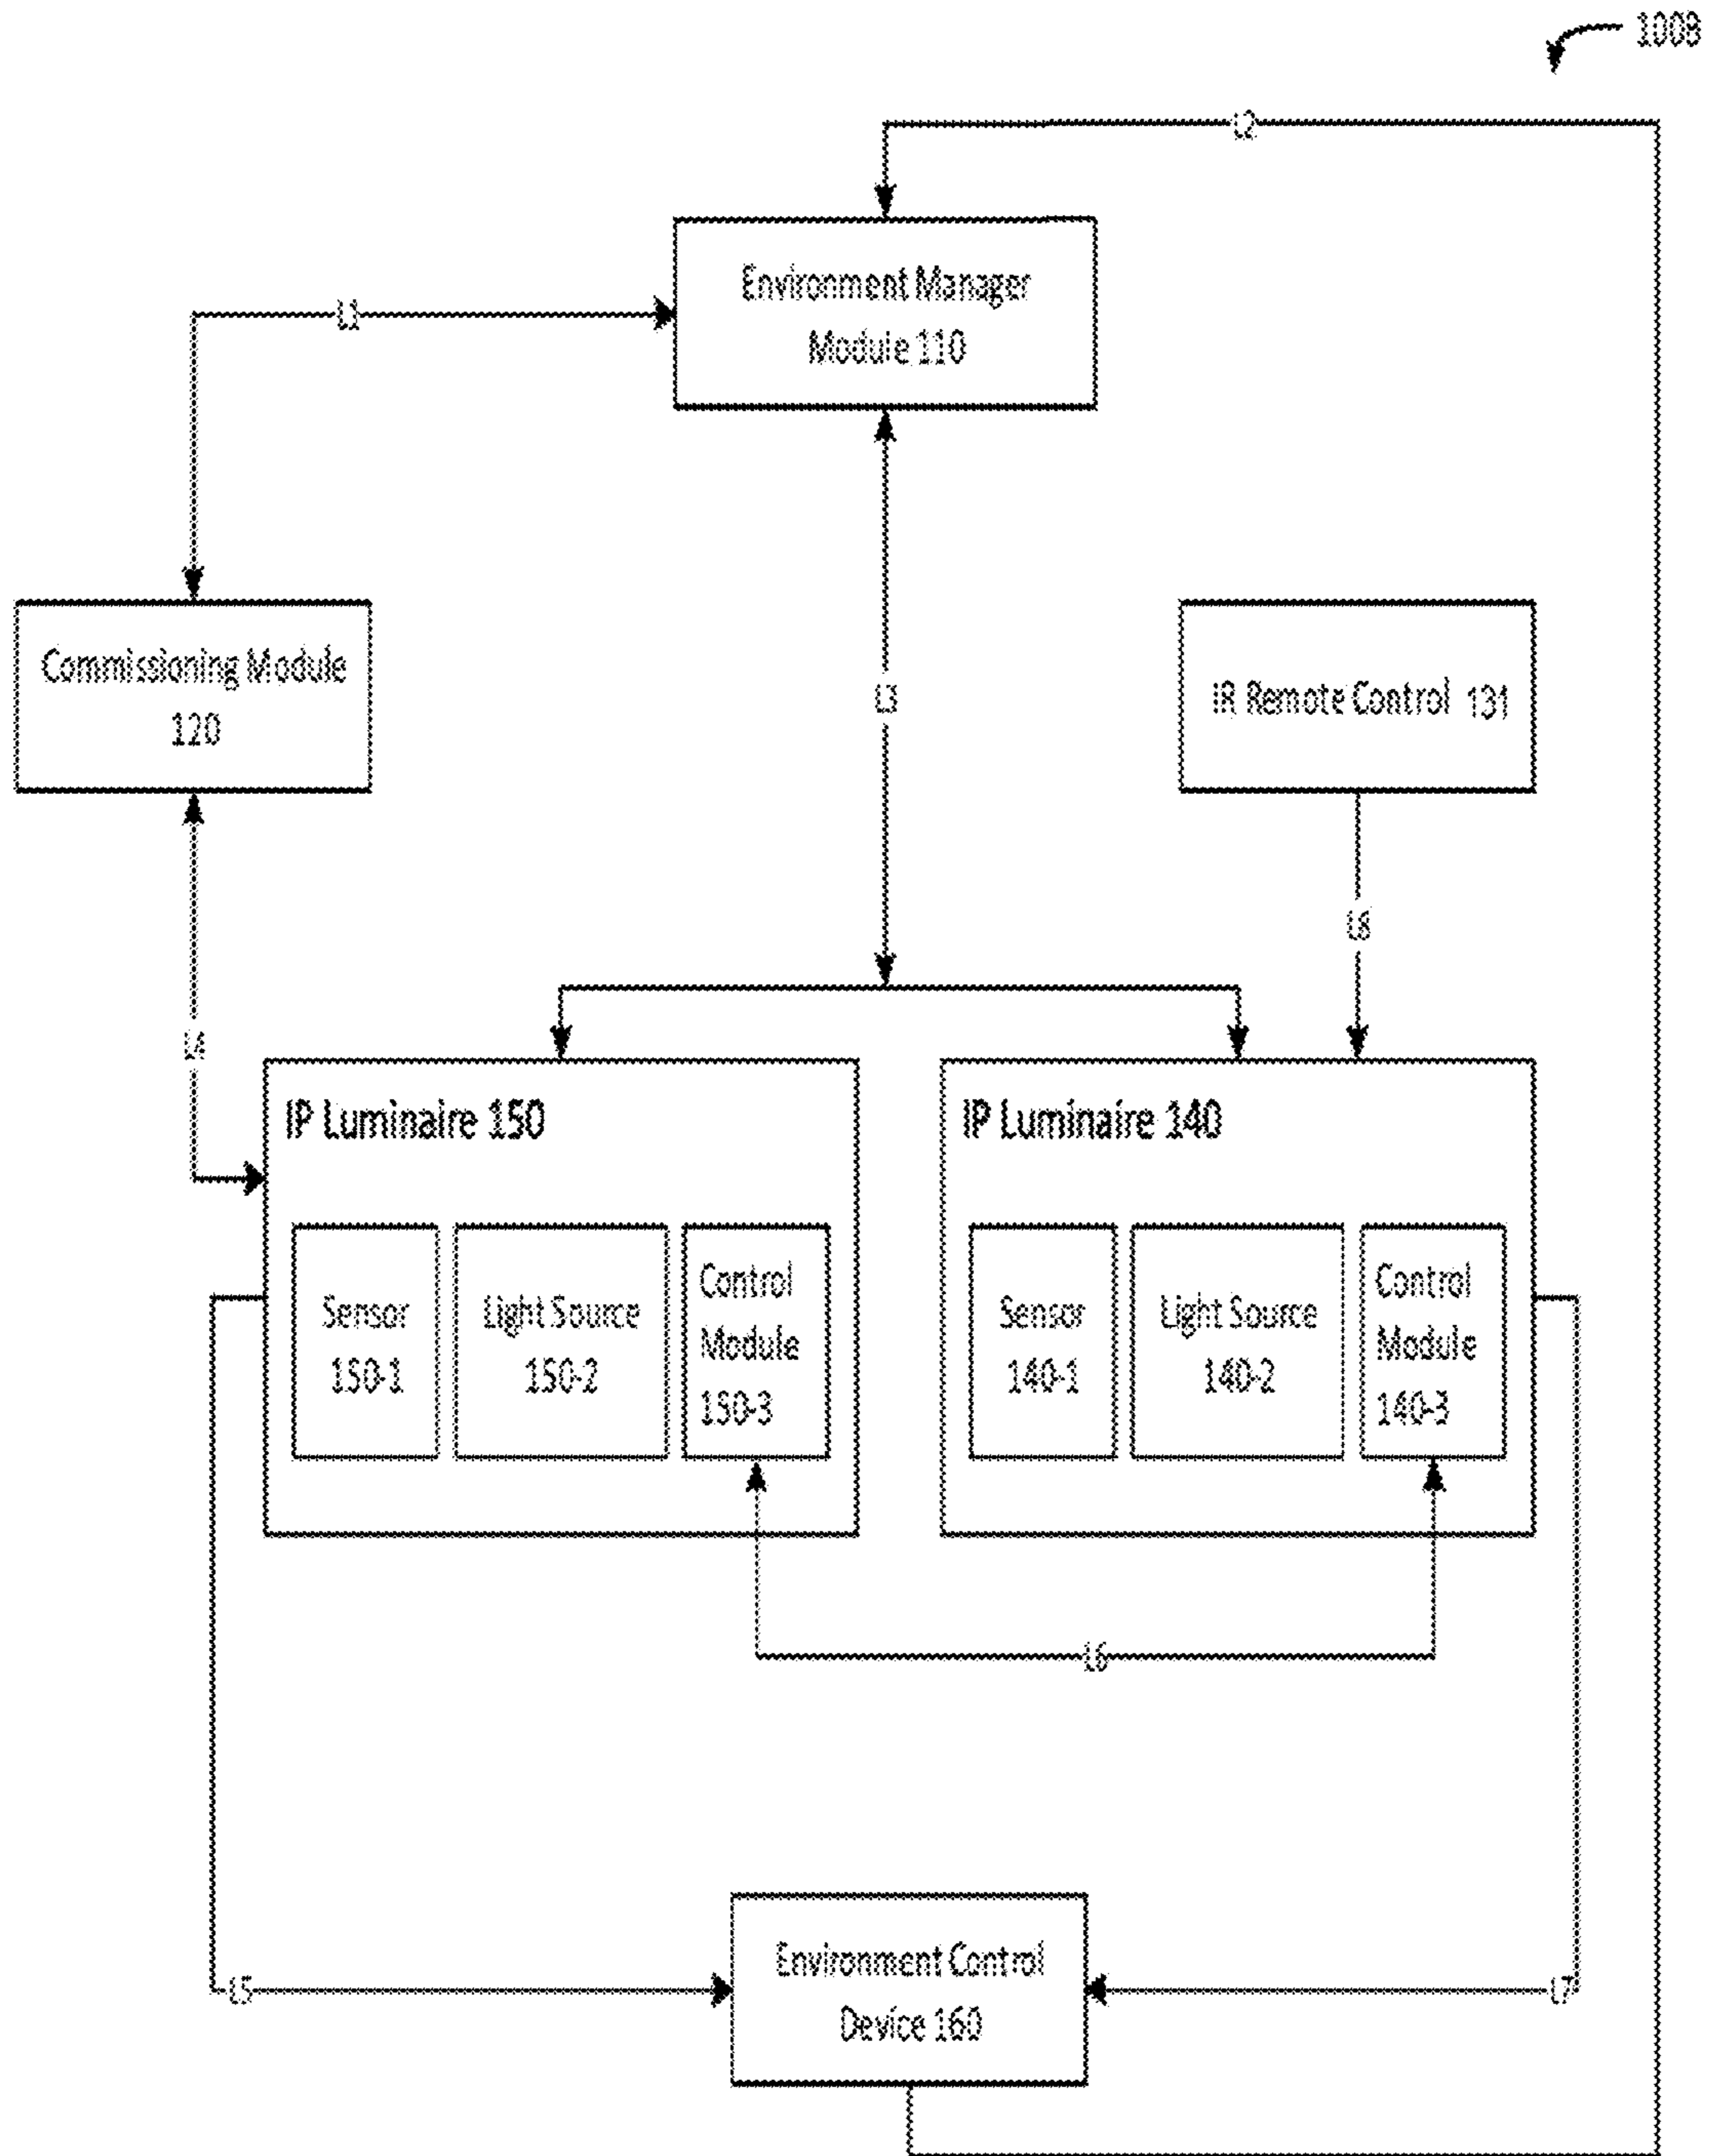 100B
L2
Environment Manager
Module 110
L1
Commissioning Module
120
L3
IR Remote Control 131
L8
L4
IP Luminaire 150
IP Luminaire 140
Sensor
150-1
Light Source
150-2
Control
Module
150-3
Sensor
140-1
Light Source
140-2
Control
Module
140-3
L6
Environment Control
Device 160
L5
L7